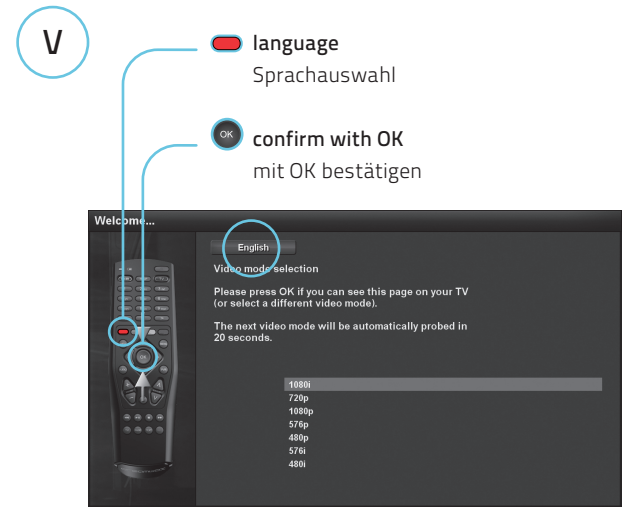 V
language
Sprachauswahl
OK
confirm with OK
mit OK bestätigen
Welcome...
English
Video mode selection
Please press OK if you can see this page on your TV
(or select a different video mode).
The next video mode will be automatically probed in
20 seconds.
1080i
720p
1080p
576p
480p
576i
480i